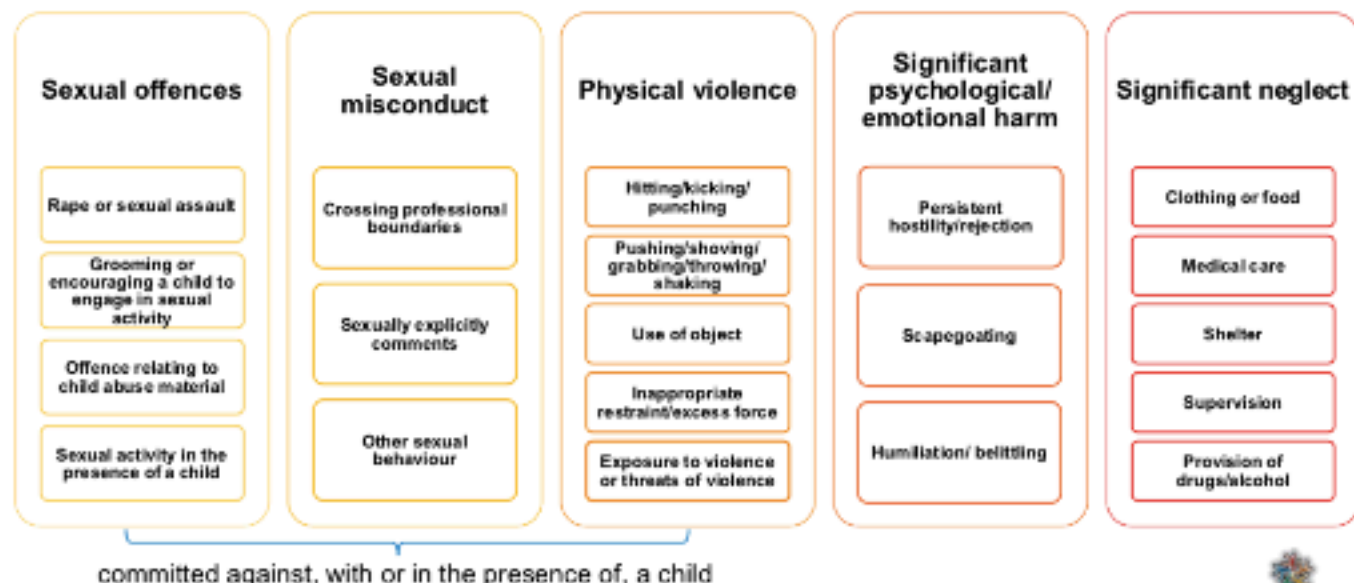 Sexual offences
Rape or sexual assault
Grooming or
encouraging a child to
engage in sexual
activity
Offence relating to
child abuse material
Sexual activity in the
presence of a child
Sexual
misconduct
Crossing professional
boundaries
Sexually explicitly
comments
Other sexual
behaviour
Physical violence
Hitting/kicking/
punching
Pushing/shoving/
grabbing/throwing/
shaking
Use of object
Inappropriate
restraint/excess force
Exposure to violence
or threats of violence
Significant
psychological/
emotional harm
Persistent
hostility/rejection
Scapegoating
Humiliation/ belittling
Significant neglect
Clothing or food
Medical care
Shelter
Supervision
Provision of
drugs/alcohol
committed against, with or in the presence of, a child